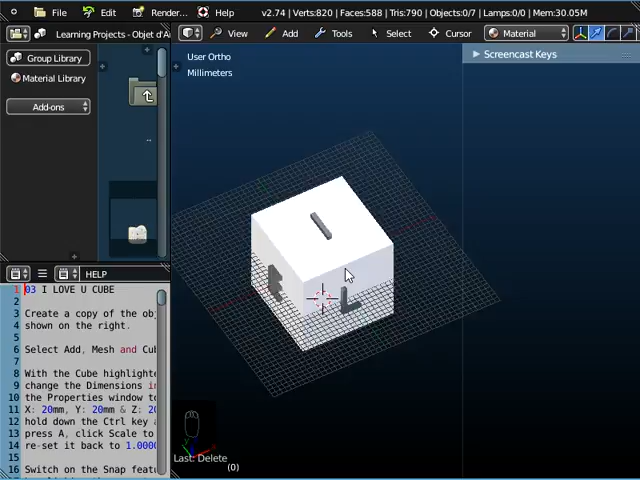 File Edit Render... Help v2.74 | Verts:820 | Faces:588 | Tris:790 | Objects:0/7 | Lamps:0/0 | Mem:30.05M
Learning Projects - Objet d'A View Add Tools Select Cursor Material
Group Library
Material Library
Add-ons
..
User Ortho
Millimeters
Screencast Keys
I
E
L
HELP
1 03 I LOVE U CUBE
2
3 Create a copy of the obj
4 shown on the right.
5
6 Select Add, Mesh and Cub
7
8 With the Cube highlighte
9 change the Dimensions in
10 the Properties window to
11 X: 20mm, Y: 20mm & Z: 20
12 hold down the Ctrl key a
13 press A, click Scale to
14 re-set it back to 1.0000
15
16 Switch on the Snap featu
Last: Delete
(0)